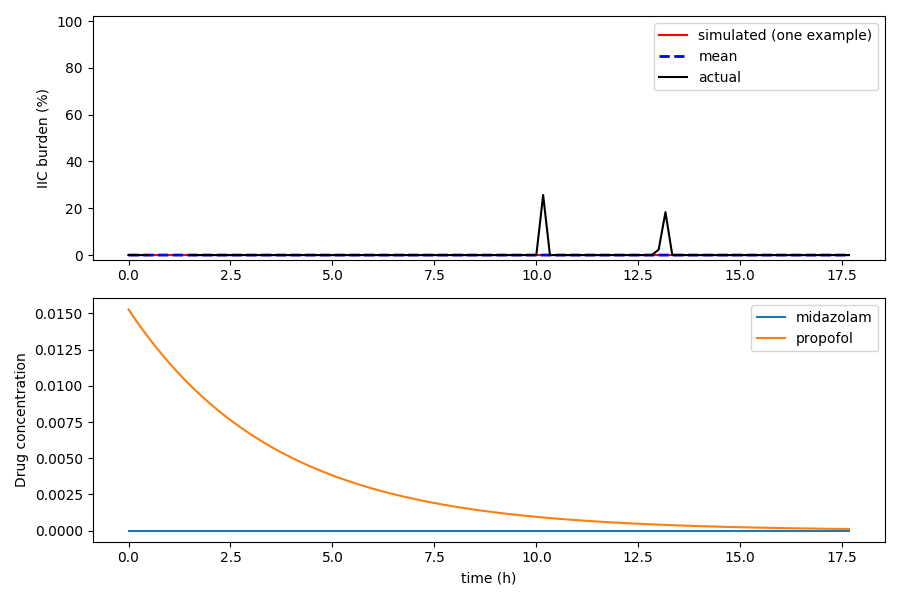 100
80
60
40
20
0
IIC burden (%)
simulated (one example)
mean
actual
0.0 2.5 5.0 7.5 10.0 12.5 15.0 17.5
0.0150
0.0125
0.0100
0.0075
0.0050
0.0025
0.0000
Drug concentration
midazolam
propofol
0.0 2.5 5.0 7.5 10.0 12.5 15.0 17.5
time (h)